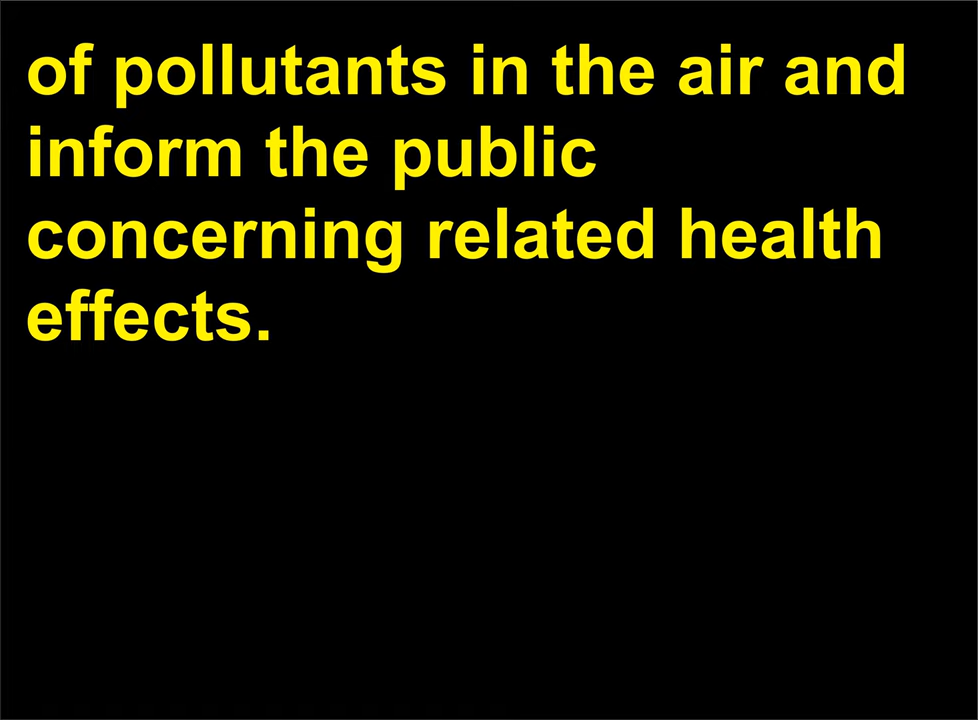 of pollutants in the air and
inform the public
concerning related health
effects.